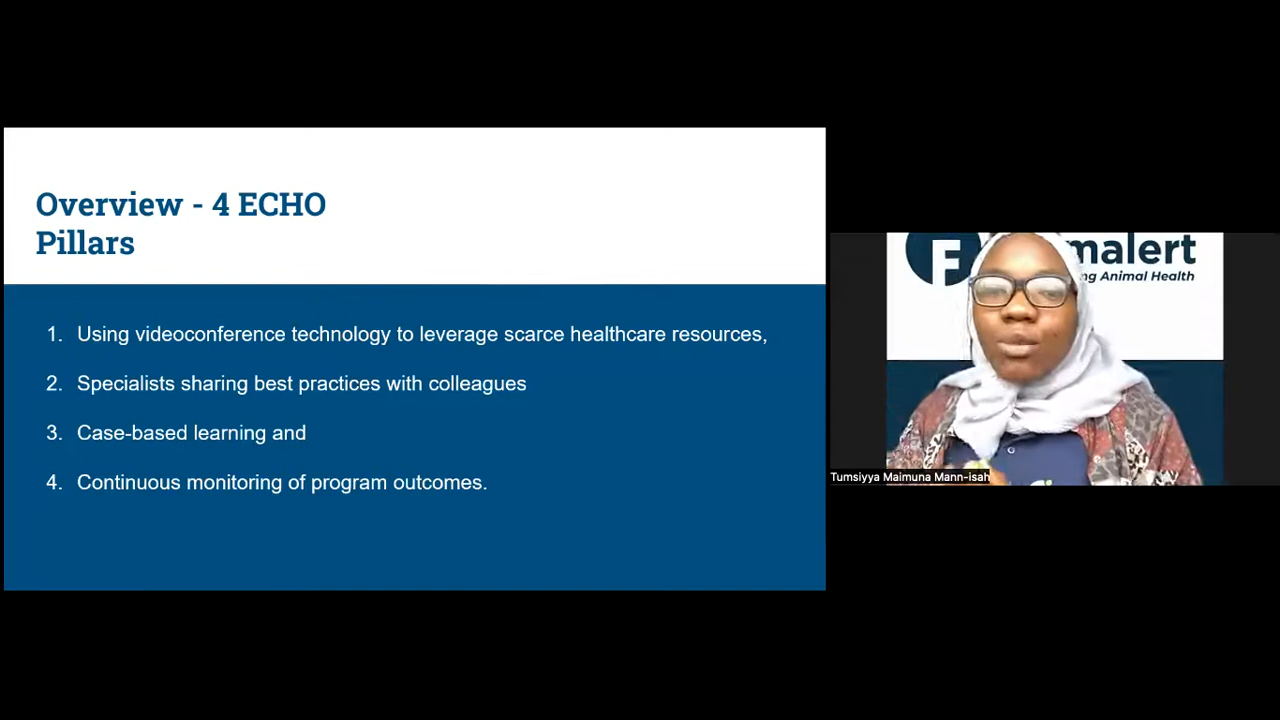 Overview - 4 ECHO
Pillars
1. Using videoconference technology to leverage scarce healthcare resources,
2. Specialists sharing best practices with colleagues
3. Case-based learning and
4. Continuous monitoring of program outcomes.
F
malert
ng Animal Health
Tumsiyya Maimuna Mann-isah